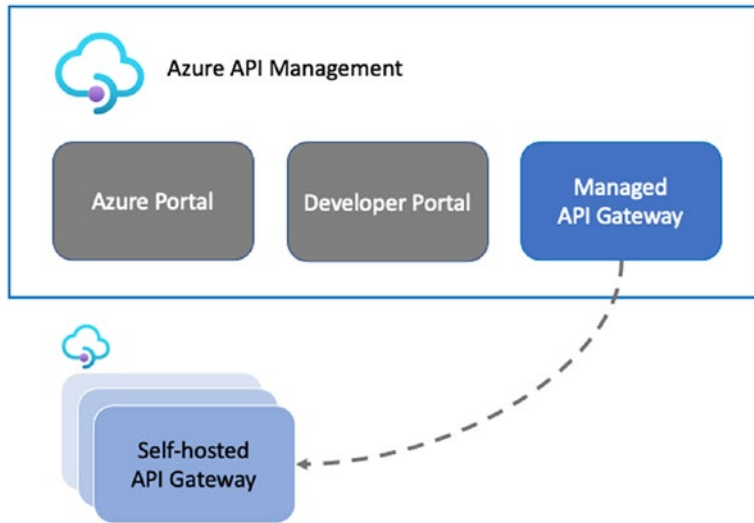 Azure API Management
Azure Portal
Developer Portal
Managed
API Gateway
Self-hosted
API Gateway